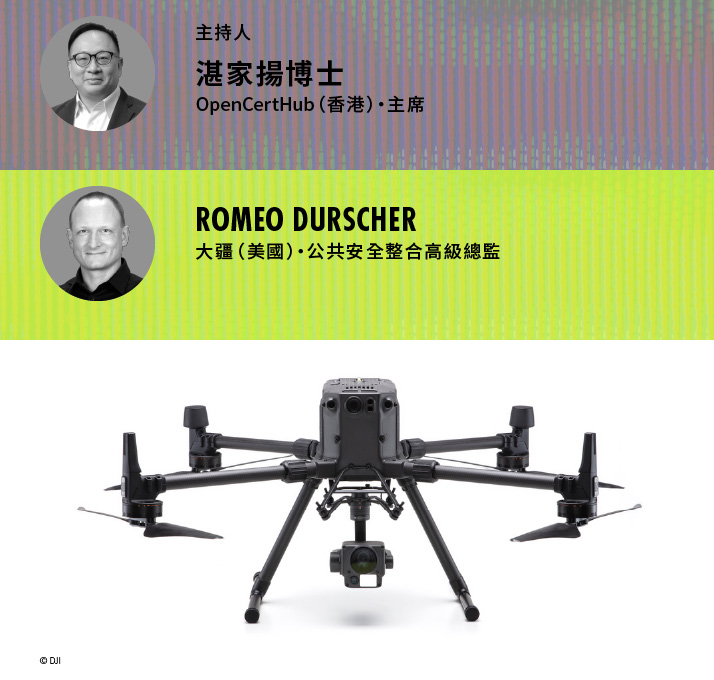 主持人
湛家揚博士
OpenCertHub（香港）・主席
ROMEO DURSCHER
大疆（美國）・公共安全整合高級總監
© DJI